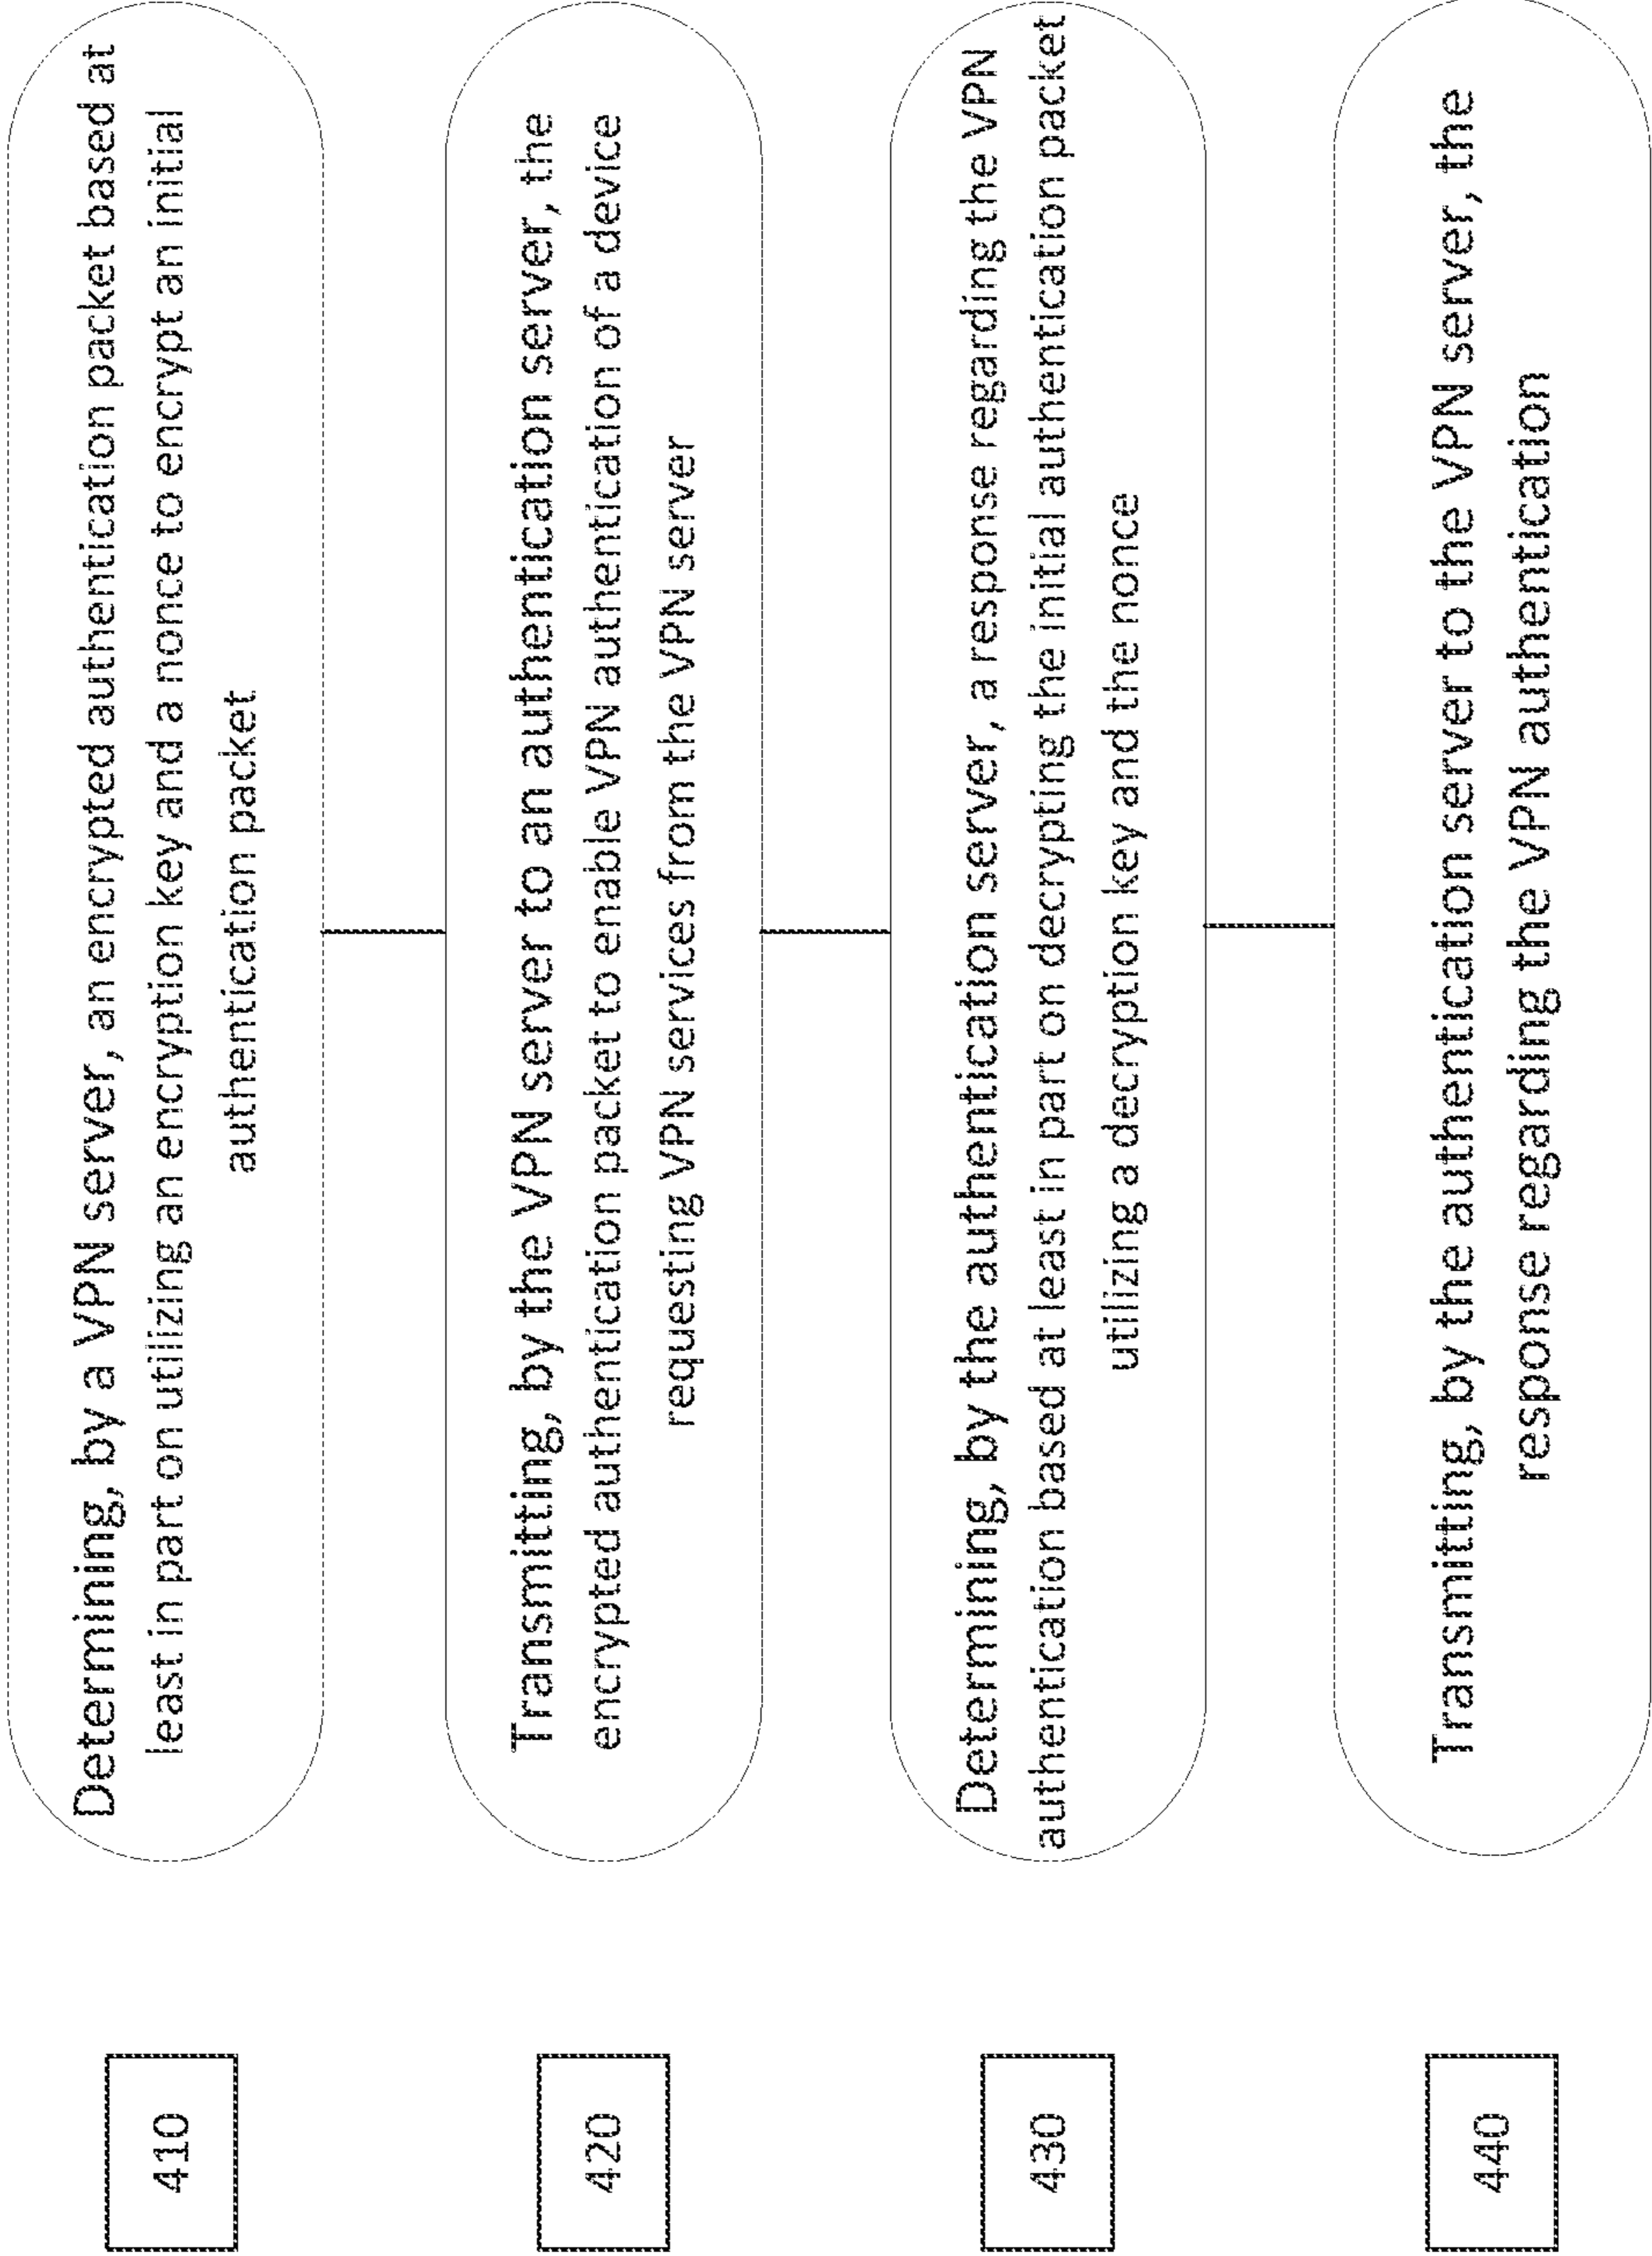 410
Determining, by a VPN server, an encrypted authentication packet based at
least in part on utilizing an encryption key and a nonce to encrypt an initial
authentication packet
420
Transmitting, by the VPN server to an authentication server, the
encrypted authentication packet to enable VPN authentication of a device
requesting VPN services from the VPN server
430
Determining, by the authentication server, a response regarding the VPN
authentication based at least in part on decrypting the initial authentication packet
utilizing a decryption key and the nonce
440
Transmitting, by the authentication server to the VPN server, the
response regarding the VPN authentication